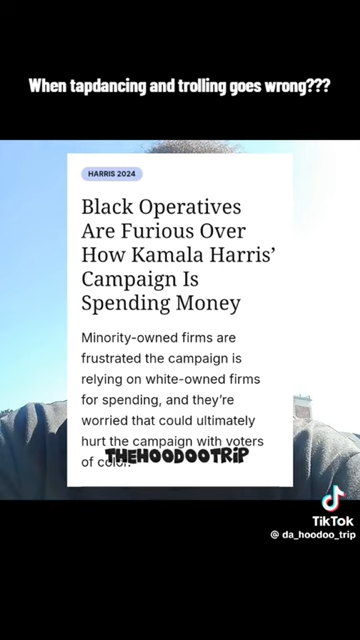 When tapdancing and trolling goes wrong???
HARRIS 2024
Black Operatives
Are Furious Over
How Kamala Harris’
Campaign Is
Spending Money
Minority-owned firms are
frustrated the campaign is
relying on white-owned firms
for spending, and they’re
worried that could ultimately
hurt the campaign with voters
of color.
THEHOODOOTRiP
TikTok
@ da_hoodoo_trip